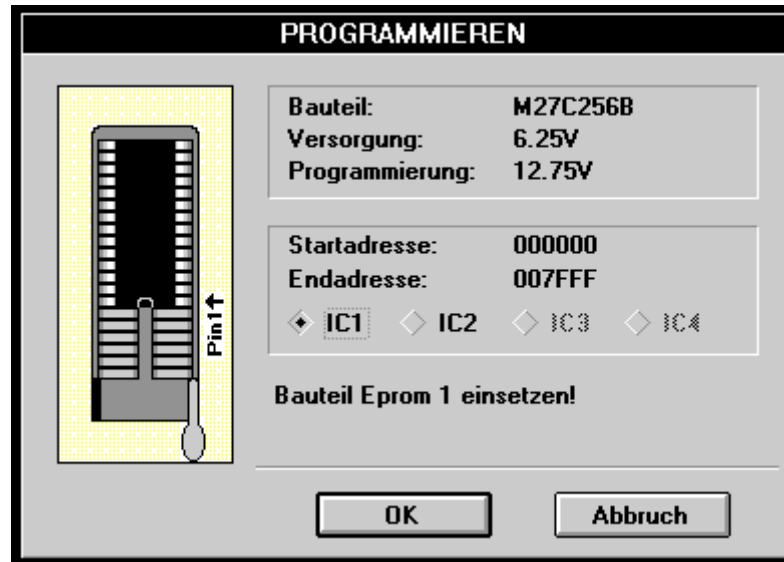 PROGRAMMIEREN
Bauteil: M27C256B
Versorgung: 6.25V
Programmierung: 12.75V
Startadresse: 000000
Endadresse: 007FFF
IC1 IC2 IC3 IC4
Pin1↑
Bauteil Eprom 1 einsetzen!
OK Abbruch